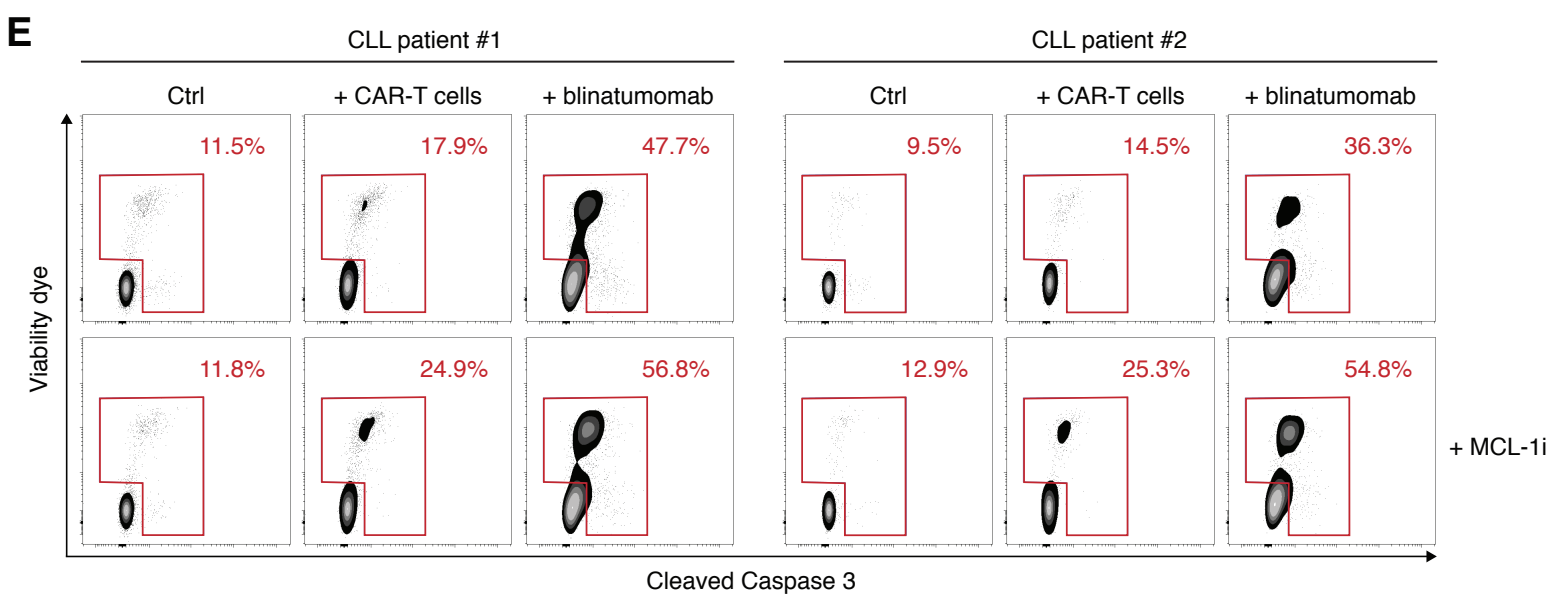 E
CLL patient #1
CLL patient #2
Ctrl
+ CAR-T cells
+ blinatumomab
Ctrl
+ CAR-T cells
+ blinatumomab
11.5%
17.9%
47.7%
9.5%
14.5%
36.3%
11.8%
24.9%
56.8%
12.9%
25.3%
54.8%
+ MCL-1i
Viability dye
Cleaved Caspase 3